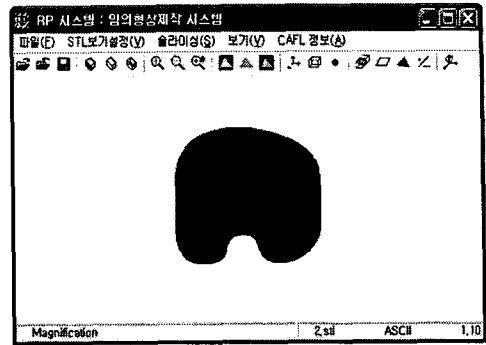 RP 시스템 : 임의형상제작 시스템
파일(F) STL보기설정(V) 슬라이싱(S) 보기(V) CAFL 정보(A)
Magnification 2.stl ASCII 1,10